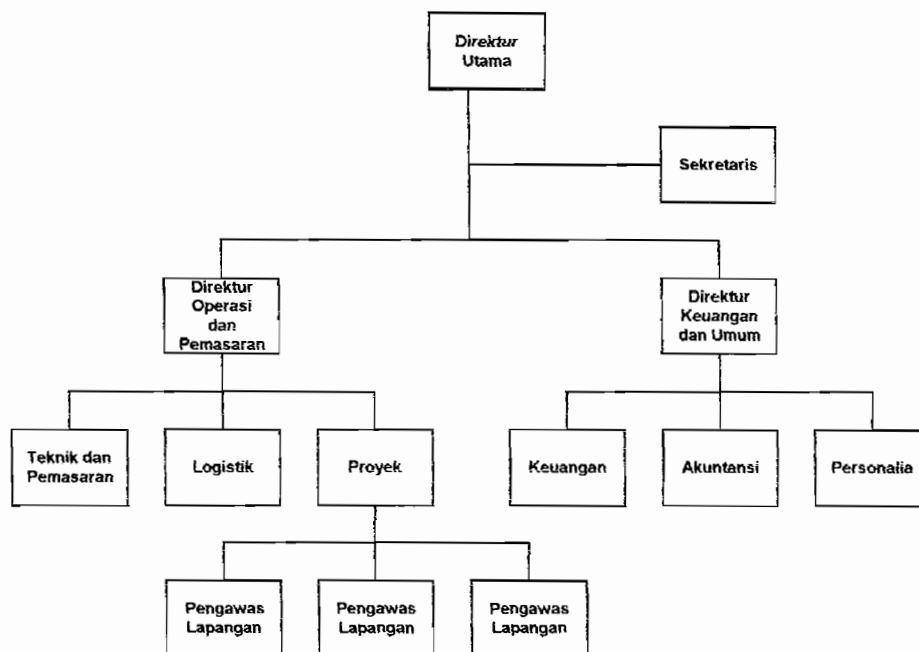 Direktur
Utama
Sekretaris
Direktur
Operasi
dan
Pemasaran
Direktur
Keuangan
dan Umum
Teknik dan
Pemasaran
Logistik
Proyek
Keuangan
Akuntansi
Personalia
Pengawas
Lapangan
Pengawas
Lapangan
Pengawas
Lapangan